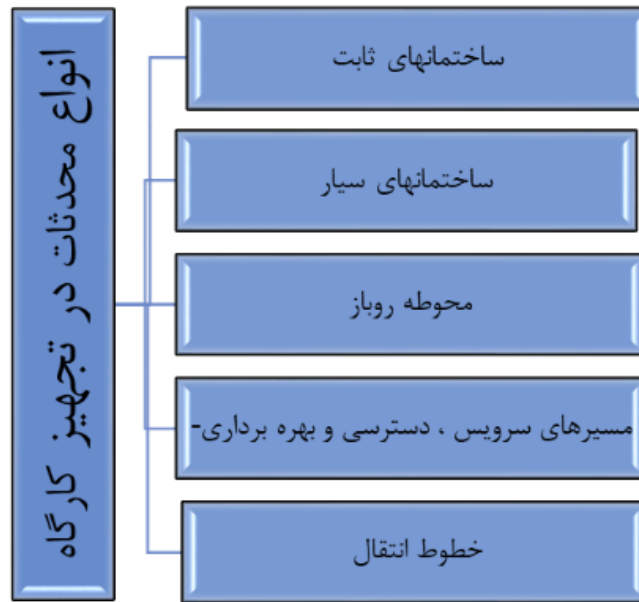 انواع محدثات در تجهیز کارگاه
ساختمانهای ثابت
ساختمانهای سیار
محوطه روباز
مسیرهای سرویس ، دسترسی و بهره برداری-
خطوط انتقال